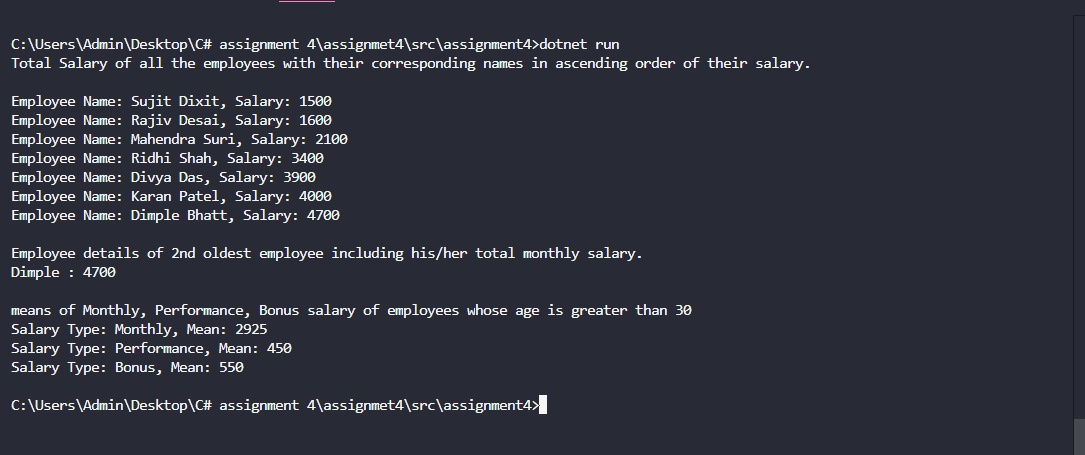 C:\Users\Admin\Desktop\C# assignment 4\assignmet4\src\assignment4>dotnet run
Total Salary of all the employees with their corresponding names in ascending order of their salary.
Employee Name: Sujit Dixit, Salary: 1500
Employee Name: Rajiv Desai, Salary: 1600
Employee Name: Mahendra Suri, Salary: 2100
Employee Name: Ridhi Shah, Salary: 3400
Employee Name: Divya Das, Salary: 3900
Employee Name: Karan Patel, Salary: 4000
Employee Name: Dimple Bhatt, Salary: 4700
Employee details of 2nd oldest employee including his/her total monthly salary.
Dimple : 4700
means of Monthly, Performance, Bonus salary of employees whose age is greater than 30
Salary Type: Monthly, Mean: 2925
Salary Type: Performance, Mean: 450
Salary Type: Bonus, Mean: 550
C:\Users\Admin\Desktop\C# assignment 4\assignmet4\src\assignment4>